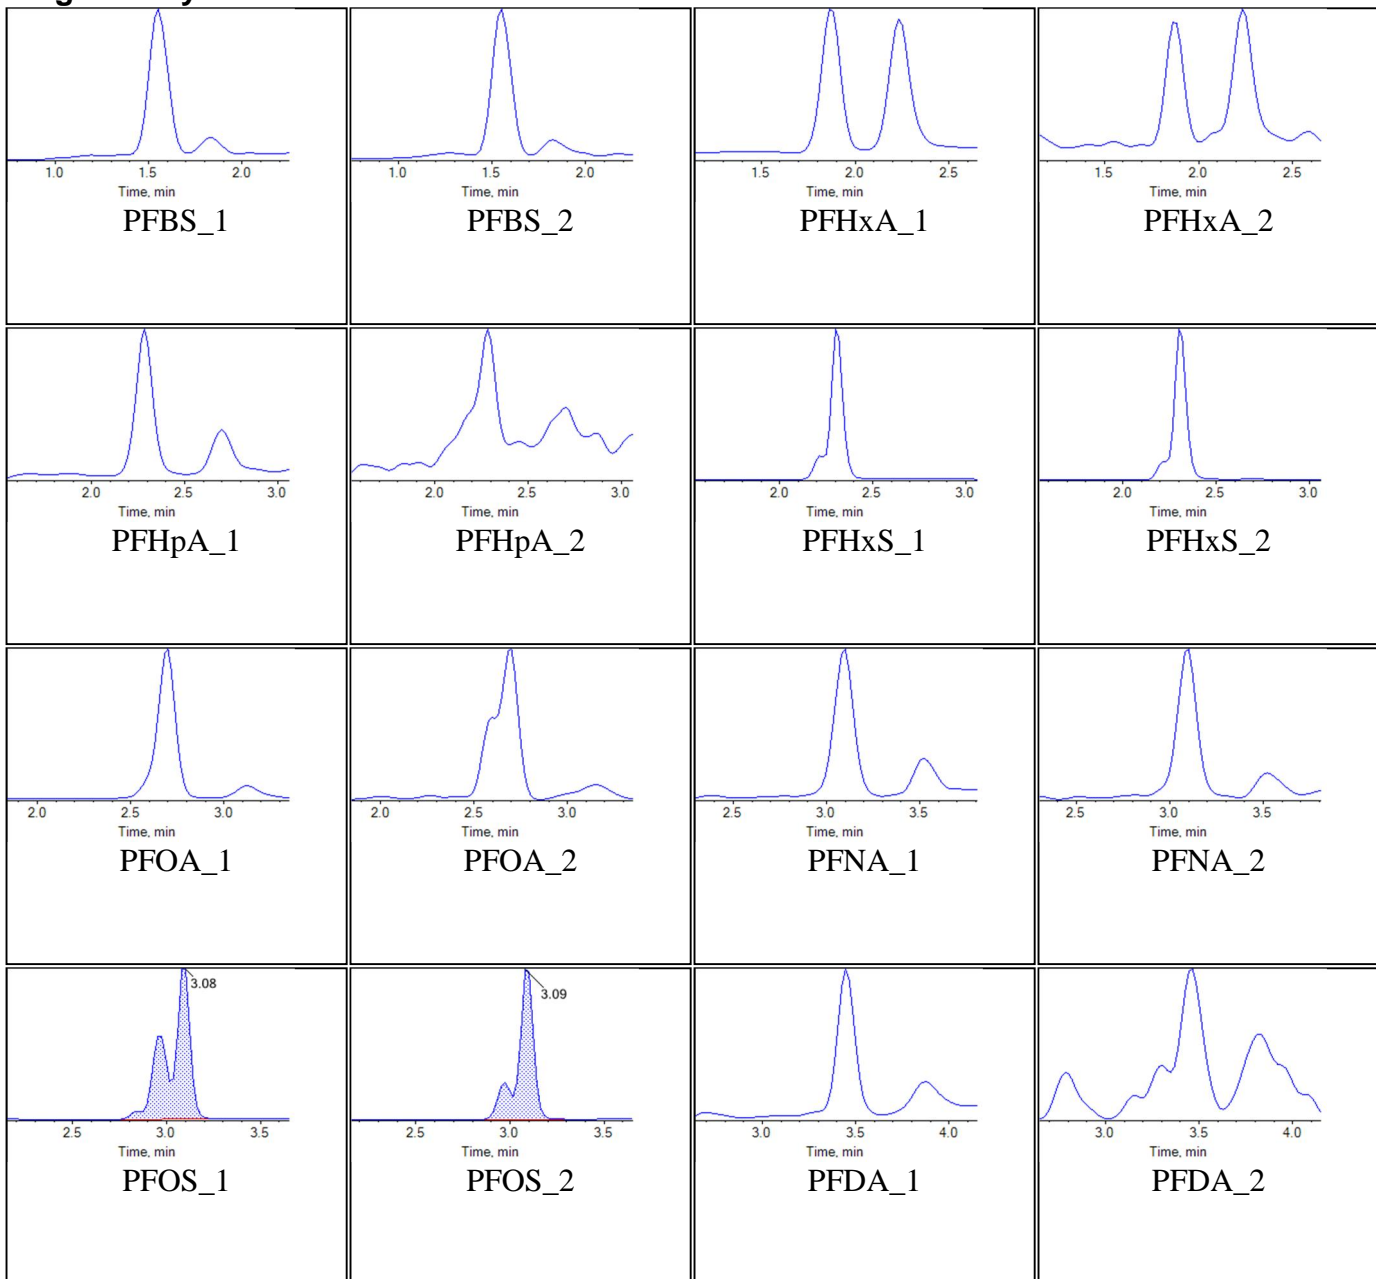 1.0 1.5 2.0
Time, min
PFBS_1
1.0 1.5 2.0
Time, min
PFBS_2
1.5 2.0 2.5
Time, min
PFHxA_1
1.5 2.0 2.5
Time, min
PFHxA_2
2.0 2.5 3.0
Time, min
PFHpA_1
2.0 2.5 3.0
Time, min
PFHpA_2
2.0 2.5 3.0
Time, min
PFHxS_1
2.0 2.5 3.0
Time, min
PFHxS_2
2.0 2.5 3.0
Time, min
PFOA_1
2.5 3.0
Time, min
PFOA_2
2.5 3.0 3.5
Time, min
PFNA_1
2.5 3.0 3.5
Time, min
PFNA_2
3.08
2.5 3.0 3.5
Time, min
PFOS_1
3.09
2.5 3.0 3.5
Time, min
PFOS_2
3.0 3.5 4.0
Time, min
PFDA_1
3.0 3.5 4.0
Time, min
PFDA_2